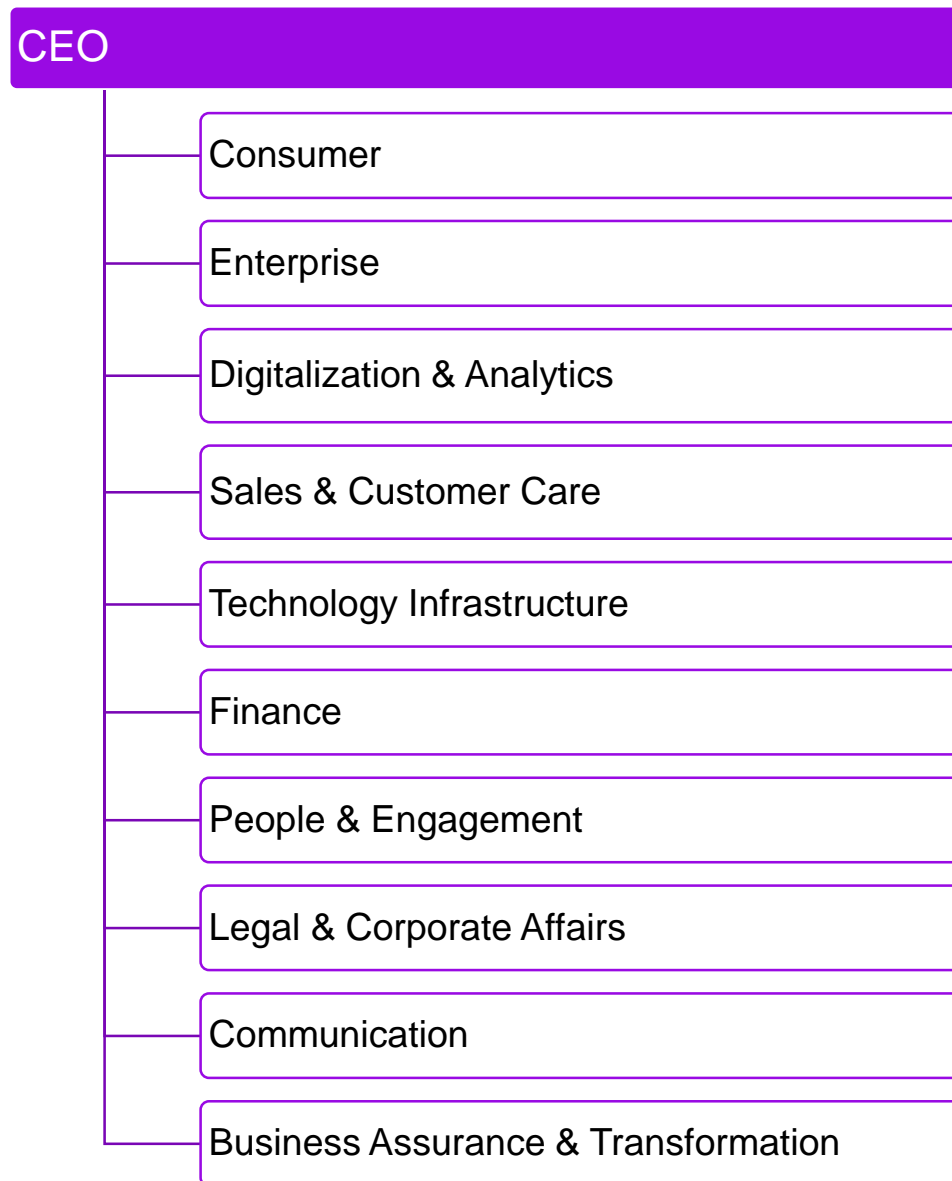 CEO
Consumer
Enterprise
Digitalization & Analytics
Sales & Customer Care
Technology Infrastructure
Finance
People & Engagement
Legal & Corporate Affairs
Communication
Business Assurance & Transformation